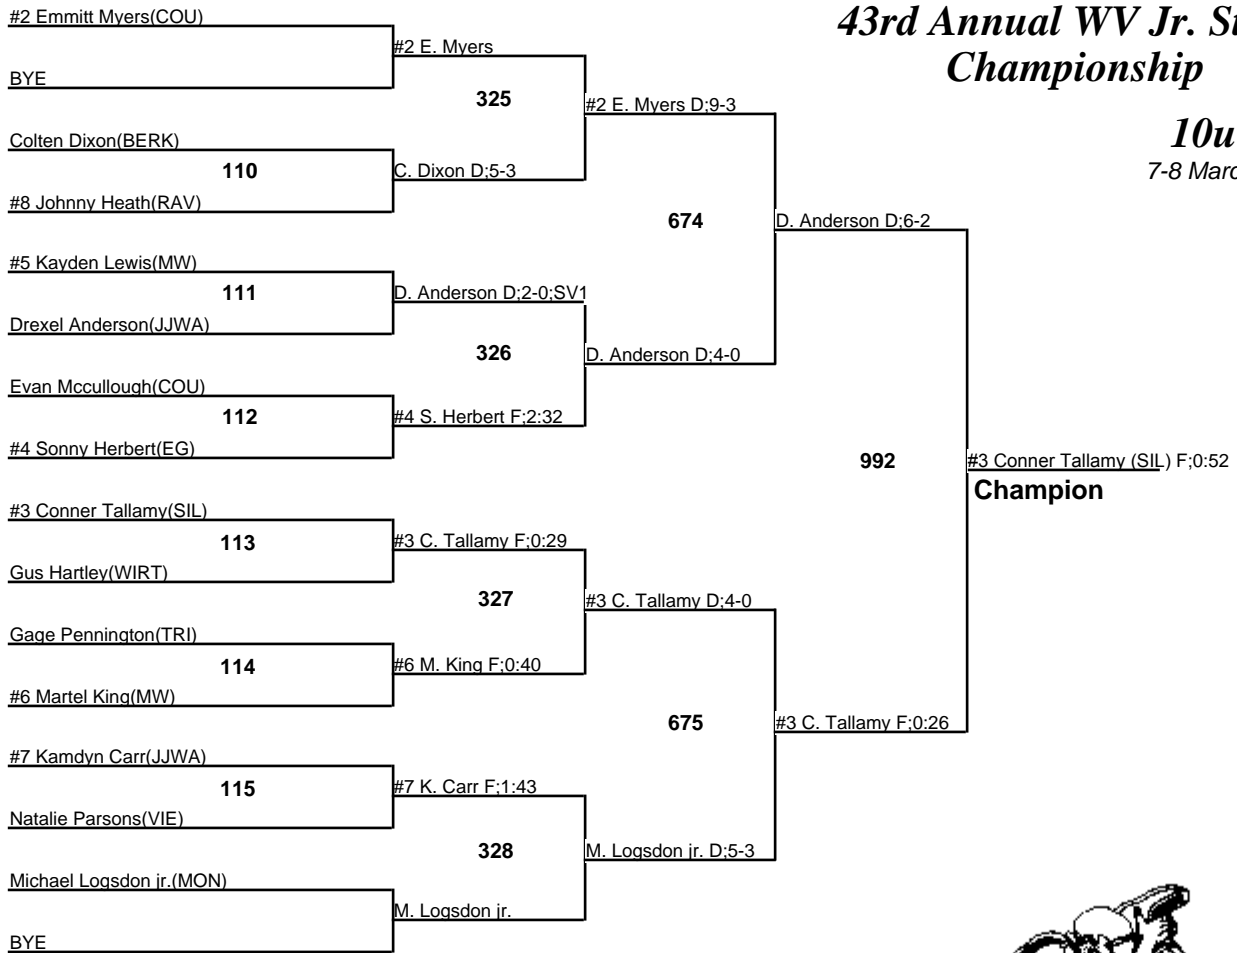 43rd Annual WV Jr. St
Championship
10u
7-8 Marc
#2 Emmitt Myers(COU)
BYE
Colten Dixon(BERK)
110
#8 Johnny Heath(RAV)
#5 Kayden Lewis(MW)
111
Drexel Anderson(JJWA)
Evan Mccullough(COU)
112
#4 Sonny Herbert(EG)
#3 Conner Tallamy(SIL)
113
Gus Hartley(WIRT)
Gage Pennington(TRI)
114
#6 Martel King(MW)
#7 Kamdyn Carr(JJWA)
115
Natalie Parsons(VIE)
Michael Logsdon jr.(MON)
BYE
#2 E. Myers
325
C. Dixon D;5-3
D. Anderson D;2-0;SV1
326
#4 S. Herbert F;2:32
#3 C. Tallamy F;0:29
327
#6 M. King F;0:40
#7 K. Carr F;1:43
328
M. Logsdon jr.
#2 E. Myers D;9-3
674
D. Anderson D;4-0
#3 C. Tallamy D;4-0
675
M. Logsdon jr. D;5-3
D. Anderson D;6-2
992
#3 C. Tallamy F;0:26
#3 Conner Tallamy (SIL) F;0:52
Champion